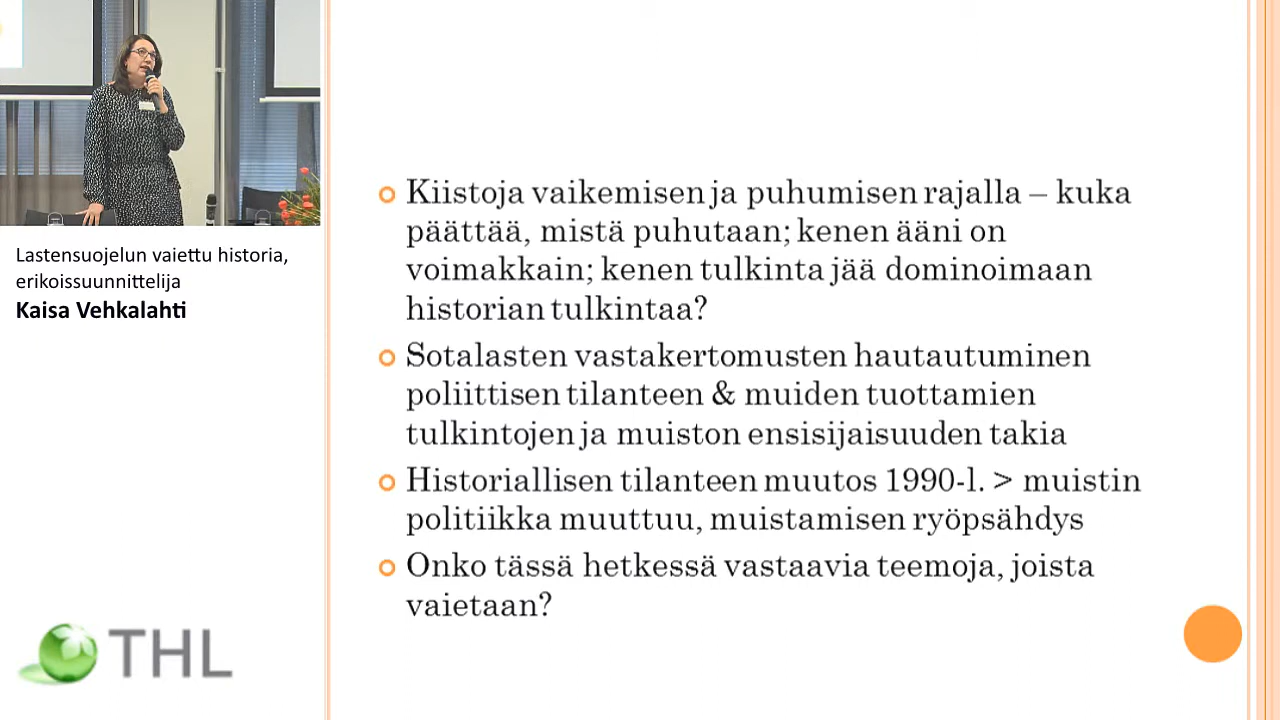 Lastensuojelun vaiettu historia,
erikoissuunnittelija
Kaisa Vehkalahti
THL
Kiistoja vaikemisen ja puhumisen rajalla – kuka
päättää, mistä puhutaan; kenen ääni on
voimakkain; kenen tulkinta jää dominoimaan
historian tulkintaa?
Sotalasten vastakertomusten hautautuminen
poliittisen tilanteen & muiden tuottamien
tulkintojen ja muiston ensisijaisuuden takia
Historiallisen tilanteen muutos 1990-l. > muistin
politiikka muuttuu, muistamisen ryöpsähdys
Onko tässä hetkessä vastaavia teemoja, joista
vaietaan?